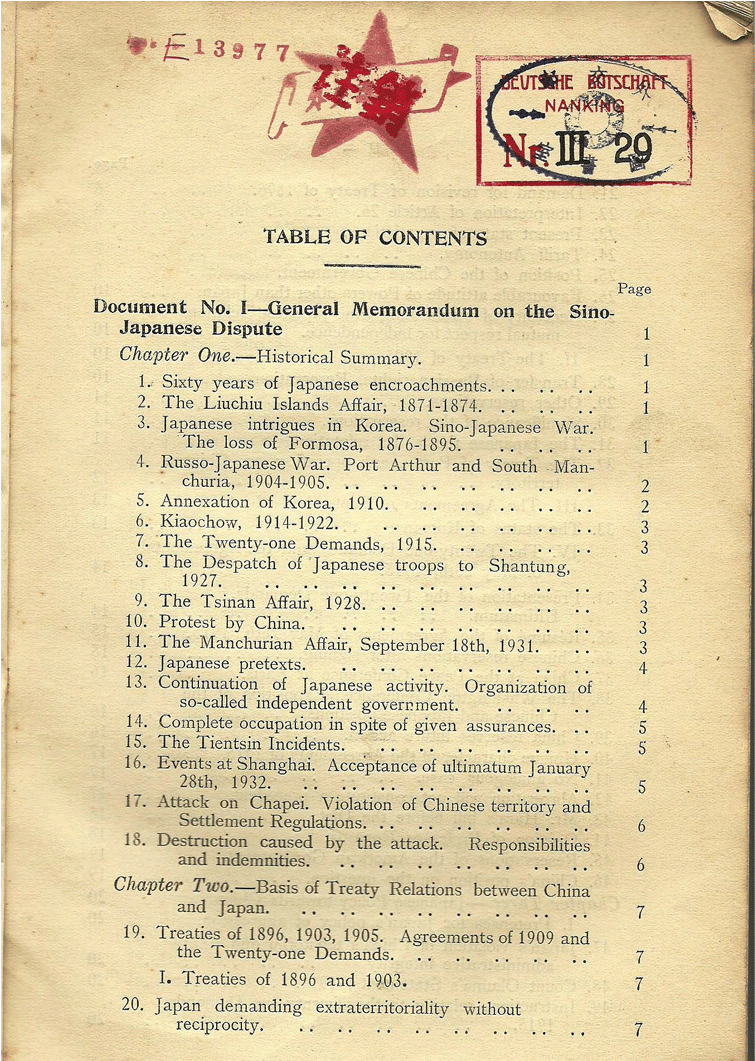 E13977
註銷
DEUTSCHE BOTSCHAFT
NANKING
Nr. III 29
TABLE OF CONTENTS
Page
Document No. I—General Memorandum on the Sino-
Japanese Dispute 1
Chapter One.—Historical Summary. 1
1. Sixty years of Japanese encroachments. .. .. .. 1
2. The Liuchiu Islands Affair, 1871-1874. .. .. .. 1
3. Japanese intrigues in Korea. Sino-Japanese War.
The loss of Formosa, 1876-1895. .. .. .. 1
4. Russo-Japanese War. Port Arthur and South Man-
churia, 1904-1905. .. .. .. .. .. .. .. 2
5. Annexation of Korea, 1910. .. .. .. .. .. 2
6. Kiaochow, 1914-1922. .. .. .. .. .. .. 3
7. The Twenty-one Demands, 1915. .. .. .. .. 3
8. The Despatch of Japanese troops to Shantung,
1927. .. .. .. .. .. .. .. .. .. 3
9. The Tsinan Affair, 1928. .. .. .. .. .. .. 3
10. Protest by China. .. .. .. .. .. .. .. 3
11. The Manchurian Affair, September 18th, 1931. .. 3
12. Japanese pretexts. .. .. .. .. .. .. .. 4
13. Continuation of Japanese activity. Organization of
so-called independent government. .. .. .. 4
14. Complete occupation in spite of given assurances. .. 5
15. The Tientsin Incidents. .. .. .. .. .. .. 5
16. Events at Shanghai. Acceptance of ultimatum January
28th, 1932. .. .. .. .. .. .. .. .. 5
17. Attack on Chapei. Violation of Chinese territory and
Settlement Regulations. .. .. .. .. .. .. 6
18. Destruction caused by the attack. Responsibilities
and indemnities. .. .. .. .. .. .. .. 6
Chapter Two.—Basis of Treaty Relations between China
and Japan. .. .. .. .. .. .. .. .. 7
19. Treaties of 1896, 1903, 1905. Agreements of 1909 and
the Twenty-one Demands. .. .. .. .. .. 7
I. Treaties of 1896 and 1903. 7
20. Japan demanding extraterritoriality without
reciprocity. .. .. .. .. .. .. .. .. 7